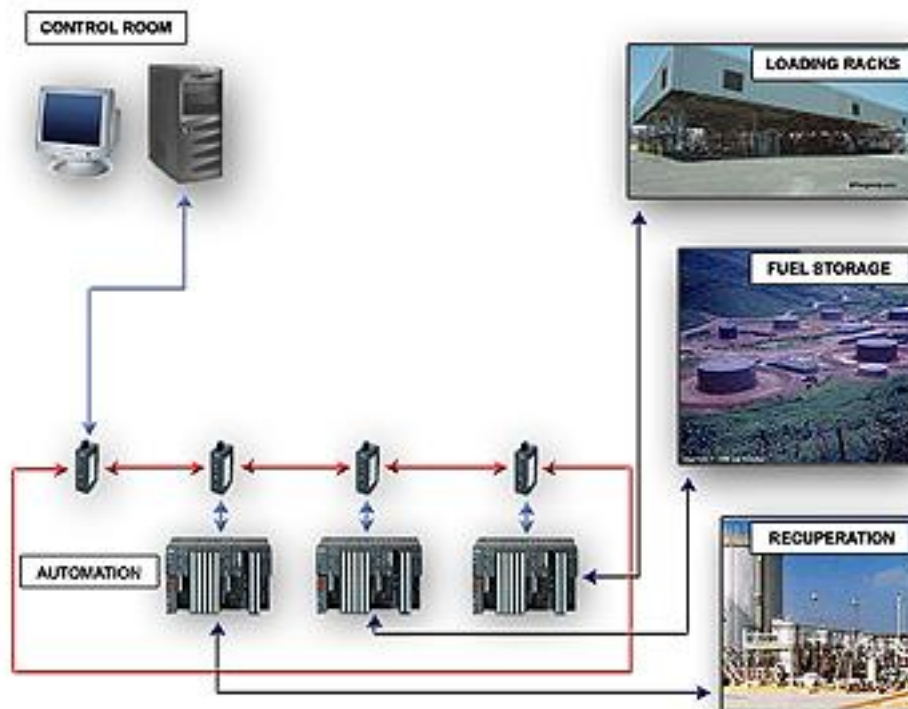 CONTROL ROOM
LOADING RACKS
FUEL STORAGE
AUTOMATION
RECUPERATION